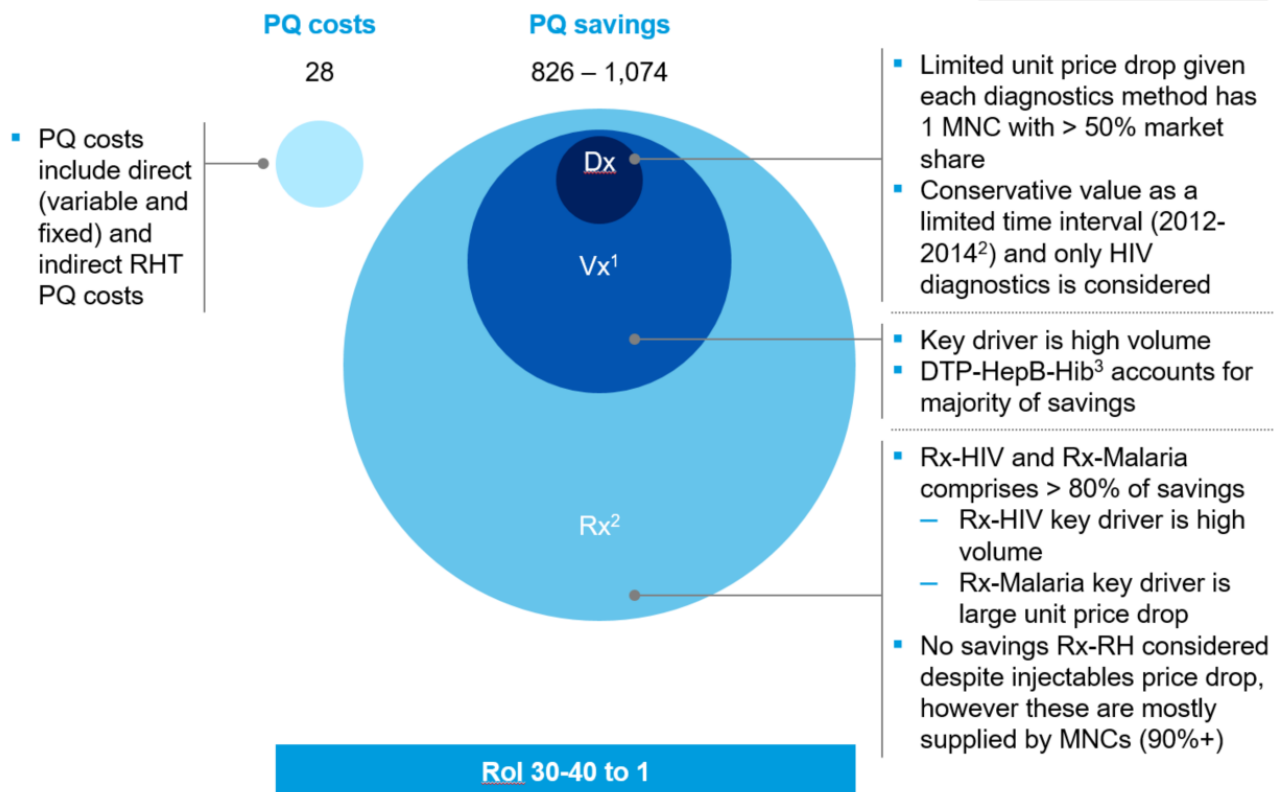 PQ costs
PQ savings
28
826 – 1,074
▪ PQ costs
include direct
(variable and
fixed) and
indirect RHT
PQ costs
Dx
Vx¹
Rx²
▪ Limited unit price drop given
each diagnostics method has
1 MNC with > 50% market
share
▪ Conservative value as a
limited time interval (2012-
2014²) and only HIV
diagnostics is considered
▪ Key driver is high volume
▪ DTP-HepB-Hib³ accounts for
majority of savings
▪ Rx-HIV and Rx-Malaria
comprises > 80% of savings
– Rx-HIV key driver is high
volume
– Rx-Malaria key driver is
large unit price drop
▪ No savings Rx-RH considered
despite injectables price drop,
however these are mostly
supplied by MNCs (90%+)
RoI 30-40 to 1